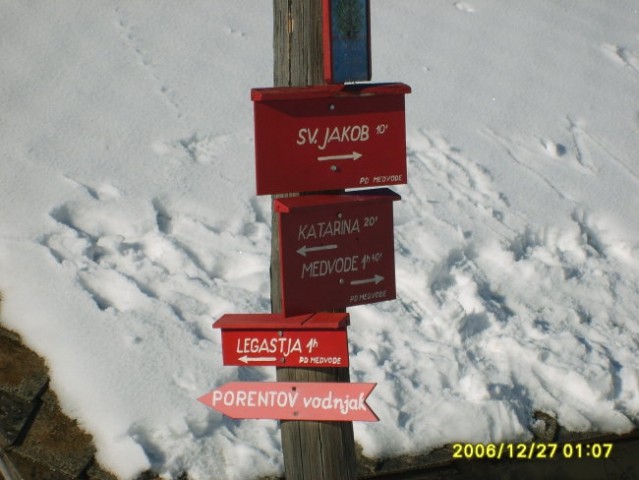 SV. JAKOB 10'
PD MEDVODE
KATARINA 20'
MEDVODE 1h 10'
PD MEDVODE
LEGASTJA 1h
PD MEDVODE
PORENTOV vodnjak
2006/12/27 01:07